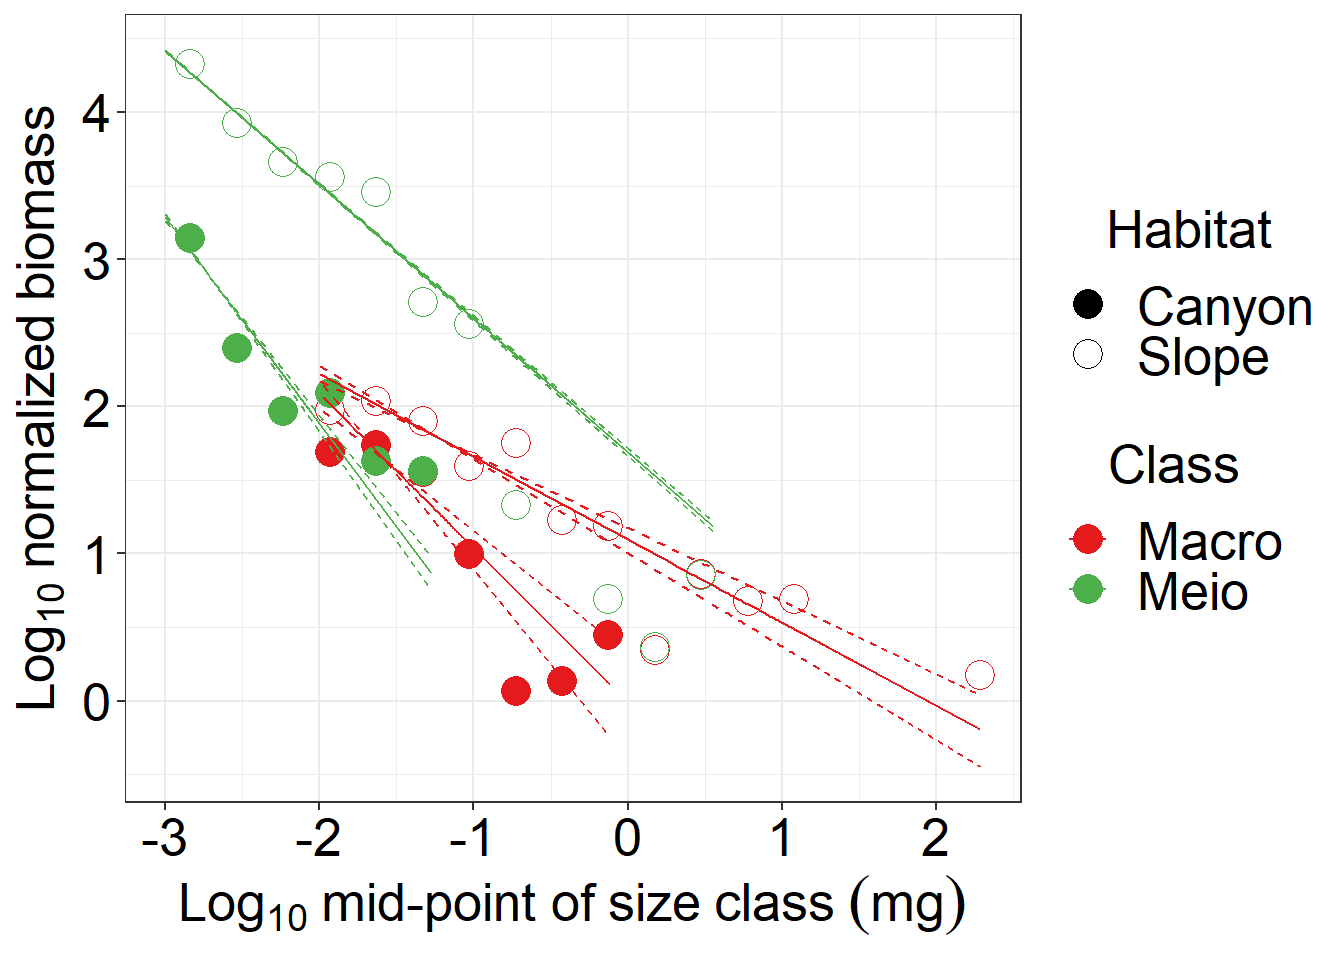 Log10 normalized biomass
4
3
2
1
0
-3 -2 -1 0 1 2
Log10 mid-point of size class (mg)
Habitat
Canyon
Slope
Class
Macro
Meio